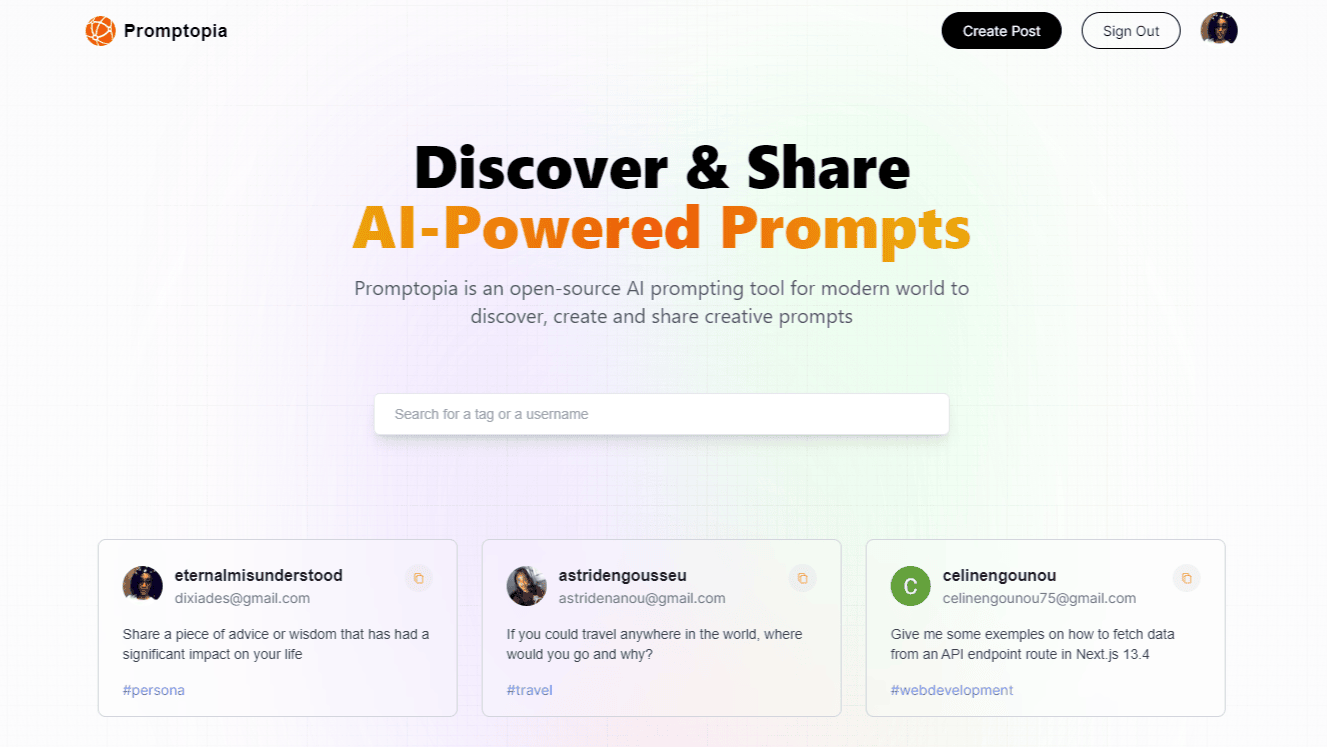 Promptopia
Create Post
Sign Out
Discover & Share
AI-Powered Prompts
Promptopia is an open-source AI prompting tool for modern world to
discover, create and share creative prompts
Search for a tag or a username
eternalmisunderstood
dixiades@gmail.com
Share a piece of advice or wisdom that has had a
significant impact on your life
#persona
astridengousseu
astridenanou@gmail.com
If you could travel anywhere in the world, where
would you go and why?
#travel
C
celinengounou
celinengounou75@gmail.com
Give me some exemples on how to fetch data
from an API endpoint route in Next.js 13.4
#webdevelopment